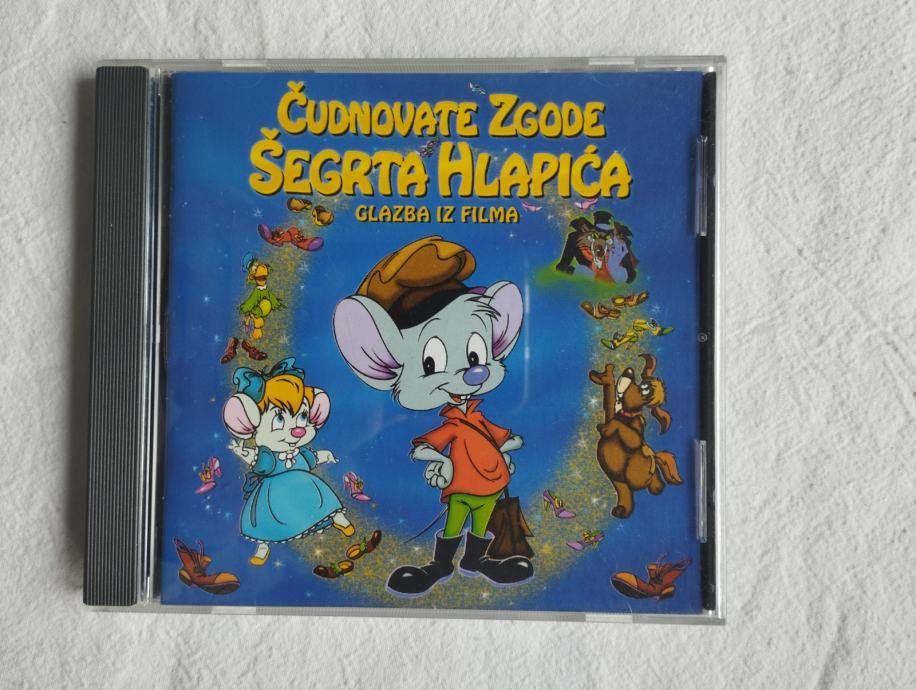 ČUDNOVATE ZGODE
ŠEGRTA HLAPIĆA
GLAZBA IZ FILMA